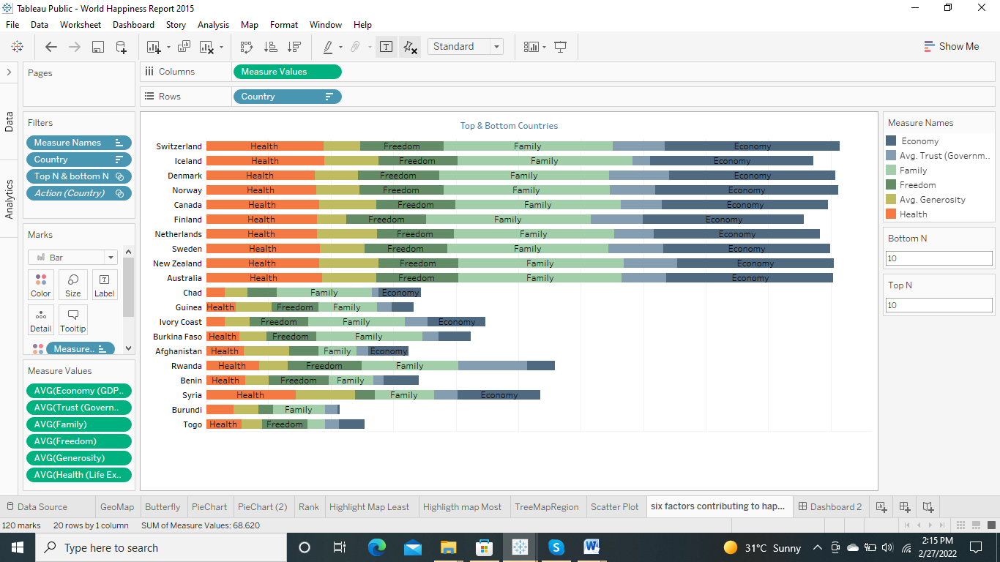 Tableau Public - World Happiness Report 2015
File Data Worksheet Dashboard Story Analysis Map Format Window Help
Standard Show Me
Pages
Columns Measure Values
Rows Country
Data
Analytics
Filters
Measure Names
Country
Top N & bottom N
Action (Country)
Marks
Bar
Color Size Label
Detail Tooltip
Measure..
Measure Values
AVG(Economy (GDP..
AVG(Trust (Govern..
AVG(Family)
AVG(Freedom)
AVG(Generosity)
AVG(Health (Life Ex..
Top & Bottom Countries
Switzerland Health Freedom Family Economy
Iceland Health Freedom Family Economy
Denmark Health Freedom Family Economy
Norway Health Freedom Family Economy
Canada Health Freedom Family Economy
Finland Health Freedom Family Economy
Netherlands Health Freedom Family Economy
Sweden Health Freedom Family Economy
New Zealand Health Freedom Family Economy
Australia Health Freedom Family Economy
Chad Family Economy
Guinea Health Freedom Family
Ivory Coast Freedom Family Economy
Burkina Faso Health Freedom Family
Afghanistan Health Family Economy
Rwanda Health Freedom Family
Benin Health Freedom Family
Syria Health Family Economy
Burundi Family
Togo Health Freedom
Measure Names
Economy
Avg. Trust (Governm..
Family
Freedom
Avg. Generosity
Health
Bottom N
10
Top N
10
Data Source GeoMap Butterfly PieChart PieChart (2) Rank Highlight Map Least Highligth map Most TreeMapRegion Scatter Plot six factors contributing to hap... Dashboard 2
120 marks 20 rows by 1 column SUM of Measure Values: 68.620
Type here to search
31°C Sunny
2:15 PM
2/27/2022